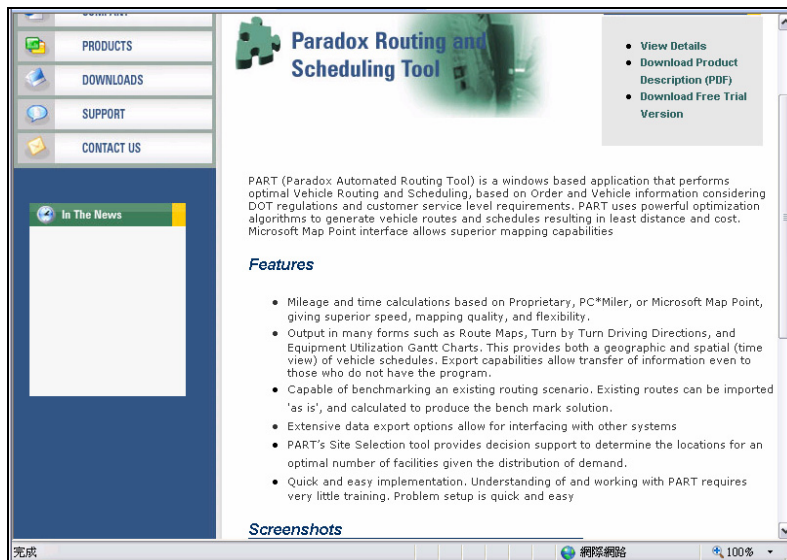 COMPANY
PRODUCTS
DOWNLOADS
SUPPORT
CONTACT US
In The News
Paradox Routing and
Scheduling Tool
View Details
Download Product
Description (PDF)
Download Free Trial
Version
PART (Paradox Automated Routing Tool) is a windows based application that performs
optimal Vehicle Routing and Scheduling, based on Order and Vehicle information considering
DOT regulations and customer service level requirements. PART uses powerful optimization
algorithms to generate vehicle routes and schedules resulting in least distance and cost.
Microsoft Map Point interface allows superior mapping capabilities
Features
Mileage and time calculations based on Proprietary, PC*Miler, or Microsoft Map Point,
giving superior speed, mapping quality, and flexibility.
Output in many forms such as Route Maps, Turn by Turn Driving Directions, and
Equipment Utilization Gantt Charts. This provides both a geographic and spatial (time
view) of vehicle schedules. Export capabilities allow transfer of information even to
those who do not have the program.
Capable of benchmarking an existing routing scenario. Existing routes can be imported
'as is', and calculated to produce the bench mark solution.
Extensive data export options allow for interfacing with other systems
PART's Site Selection tool provides decision support to determine the locations for an
optimal number of facilities given the distribution of demand.
Quick and easy implementation. Understanding of and working with PART requires
very little training. Problem setup is quick and easy
Screenshots
完成
網際網路
100%